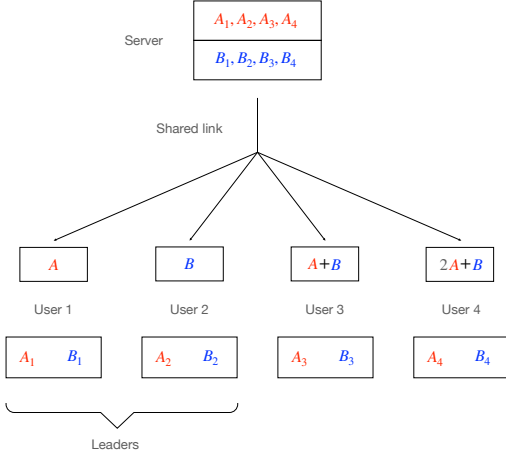 A₁, A₂, A₃, A₄
Server
B₁, B₂, B₃, B₄
Shared link
A B A+B 2A+B
User 1 User 2 User 3 User 4
A₁ B₁ A₂ B₂ A₃ B₃ A₄ B₄
Leaders